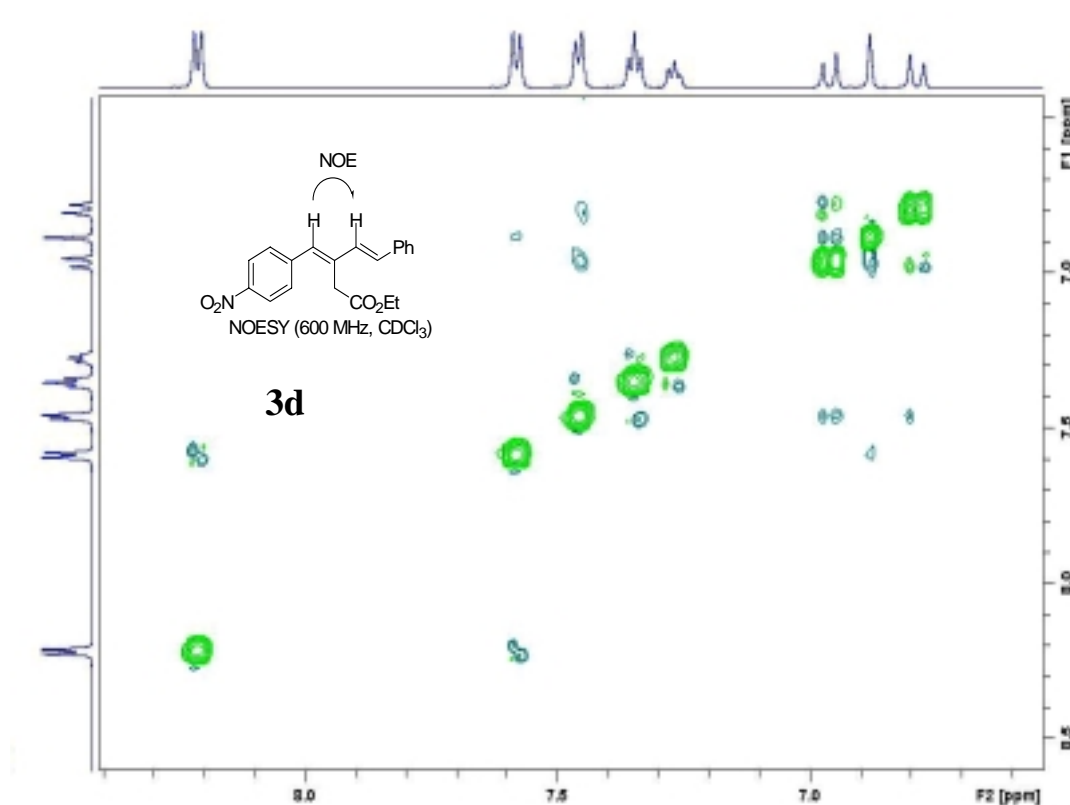 F1 [ppm]
NOE
H H
Ph
O₂N
CO₂Et
NOESY (600 MHz, CDCl₃)
3d
7.0
7.5
8.0
8.5
8.0 7.5 7.0 F2 [ppm]